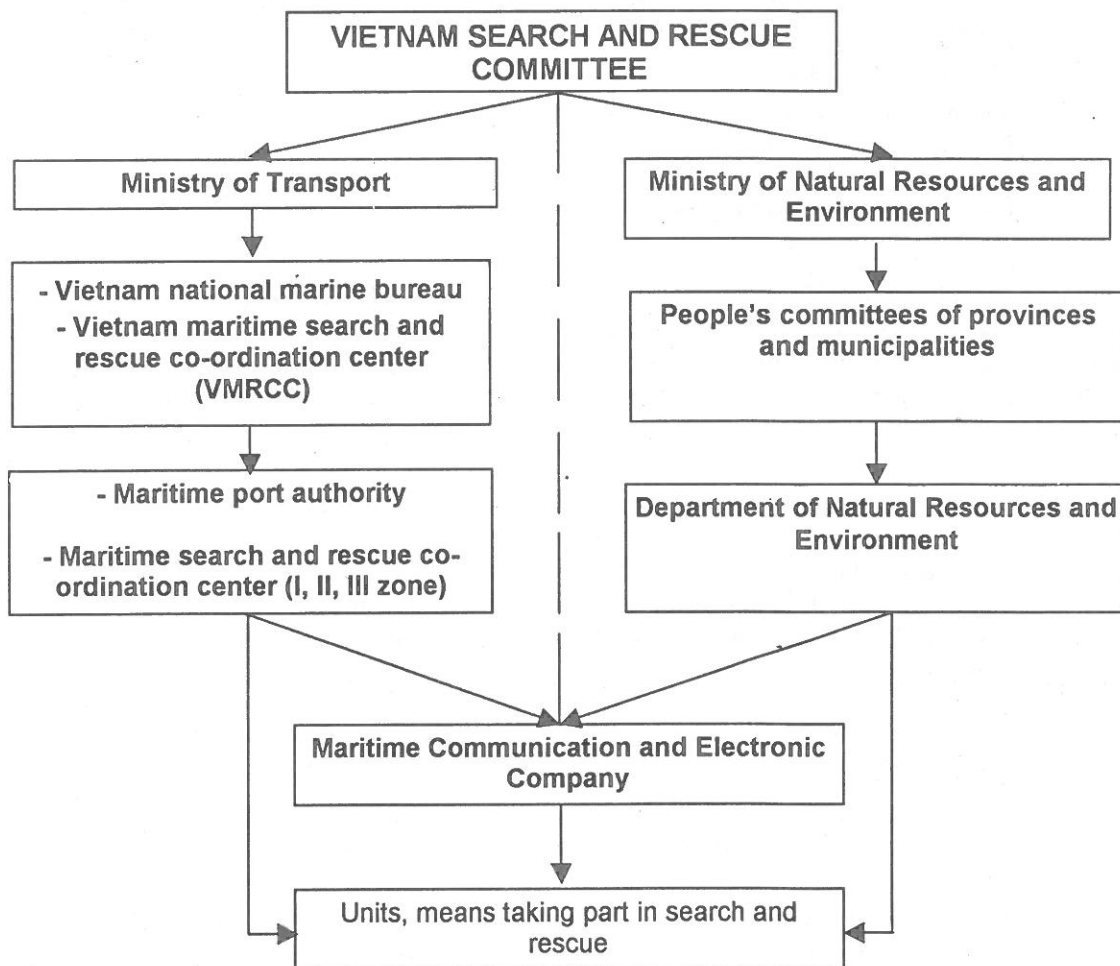 VIETNAM SEARCH AND RESCUE
COMMITTEE
Ministry of Transport
Ministry of Natural Resources and
Environment
- Vietnam national marine bureau
- Vietnam maritime search and
rescue co-ordination center
(VMRCC)
People's committees of provinces
and municipalities
- Maritime port authority
- Maritime search and rescue co-
ordination center (I, II, III zone)
Department of Natural Resources and
Environment
Maritime Communication and Electronic
Company
Units, means taking part in search and
rescue